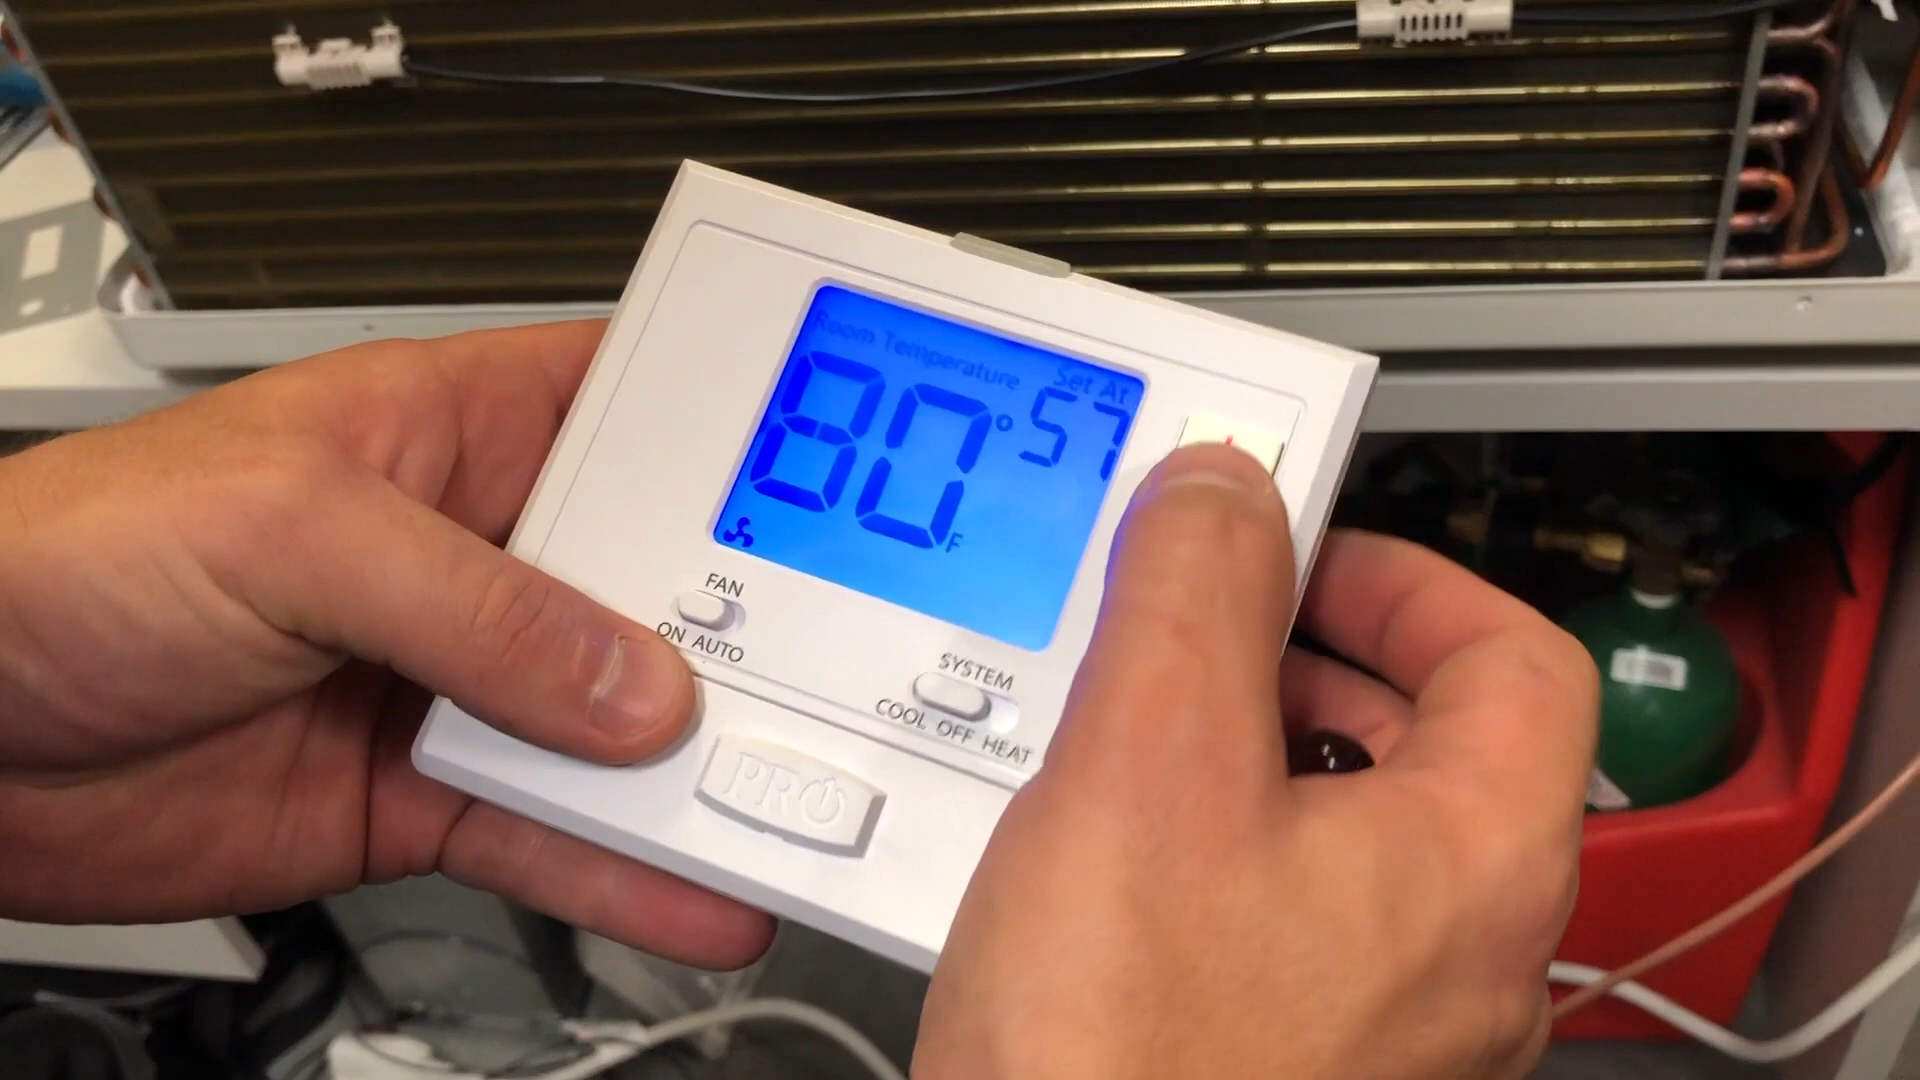 Room Temperature
Set At
80° 57
F
FAN
ON AUTO
SYSTEM
COOL OFF HEAT
PRO